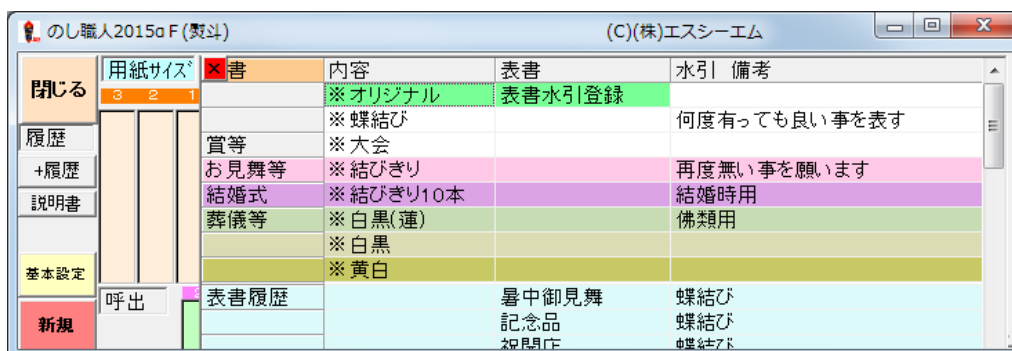 のし職人2015αF(熨斗) (C)(株)エスシーエム
閉じる
履歴
+履歴
説明書
基本設定
新規
用紙サイズ
3 2 1
呼出
書 内容 表書 水引 備考
※オリジナル 表書水引登録
※蝶結び 何度有っても良い事を表す
賞等 ※大会
お見舞等 ※結びきり 再度無い事を願います
結婚式 ※結びきり10本 結婚時用
葬儀等 ※白黒(蓮) 佛類用
※白黒
※黄白
表書履歴 暑中御見舞 蝶結び
記念品 蝶結び
祝開店 蝶結び